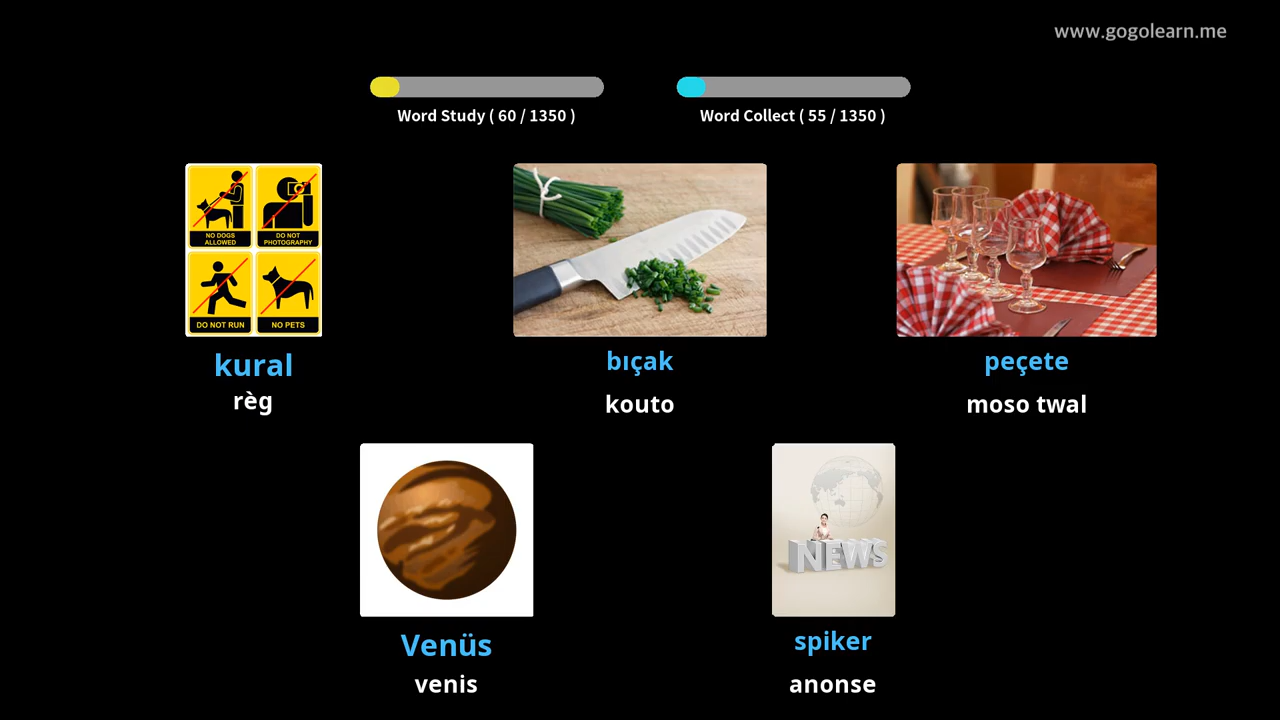 www.gogolearn.me
Word Study ( 60 / 1350 )
Word Collect ( 55 / 1350 )
NO DOGS
ALLOWED
DO NOT
PHOTOGRAPHY
DO NOT RUN
NO PETS
kural
règ
bıçak
kouto
peçete
moso twal
NEWS
Venüs
venis
spiker
anonse